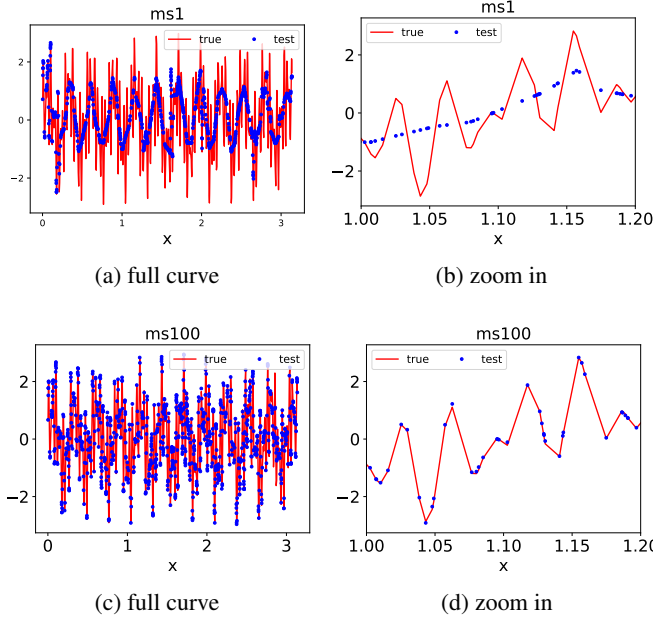 ms1
true test
2
0
−2
0 1 2 3
x
(a) full curve
ms1
true test
2
0
−2
1.00 1.05 1.10 1.15 1.20
x
(b) zoom in
ms100
true test
2
0
−2
0 1 2 3
x
(c) full curve
ms100
true test
2
0
−2
1.00 1.05 1.10 1.15 1.20
x
(d) zoom in